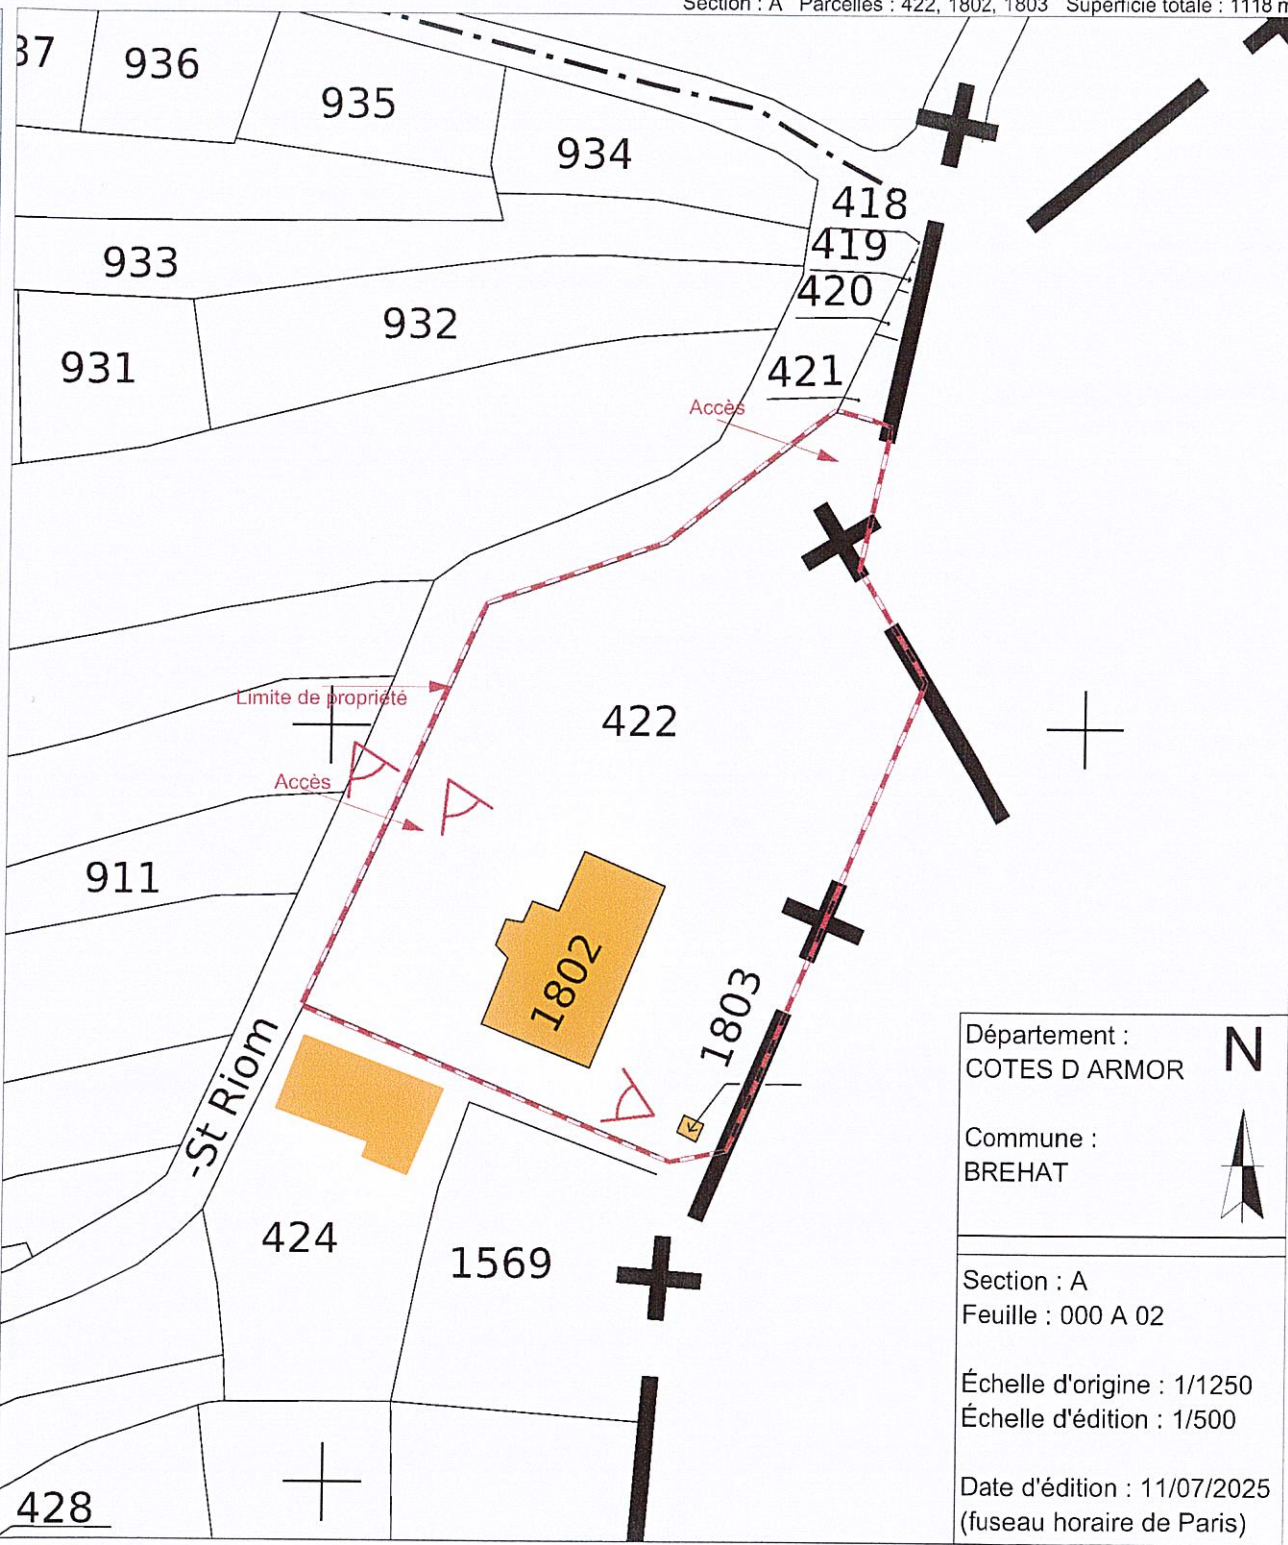 Section : A Parcelles : 422, 1802, 1803 Superficie totale : 1118 m
37
936
935
934
418
419
933
420
932
931
421
Accès
Limite de propriété
422
Accès
911
1802
1803
-St Riom
424
1569
428
Département :
COTES D ARMOR
N
Commune :
BREHAT
Section : A
Feuille : 000 A 02
Échelle d'origine : 1/1250
Échelle d'édition : 1/500
Date d'édition : 11/07/2025
(fuseau horaire de Paris)